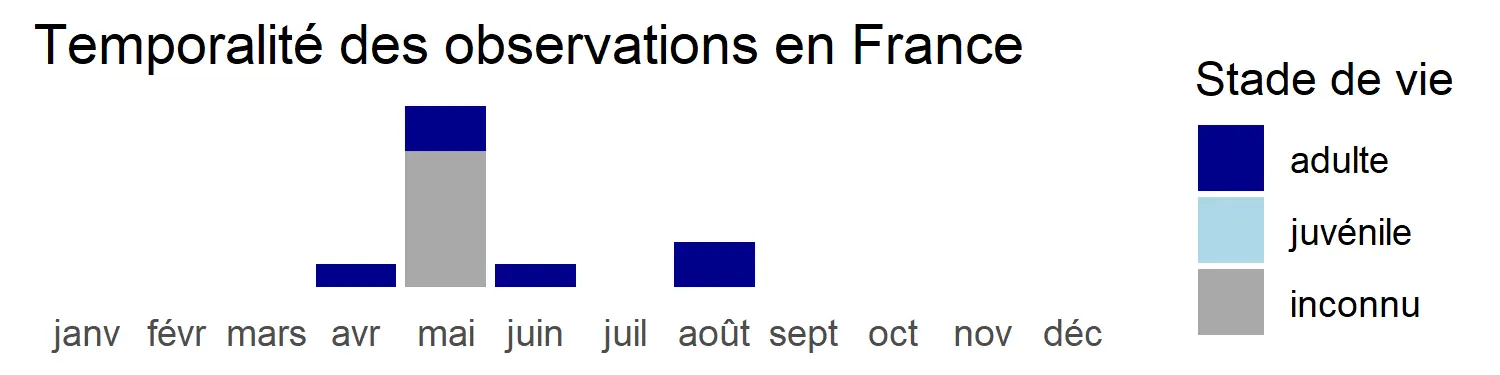 Temporalité des observations en France
Stade de vie
adulte
juvénile
inconnu
janv févr mars avr mai juin juil août sept oct nov déc